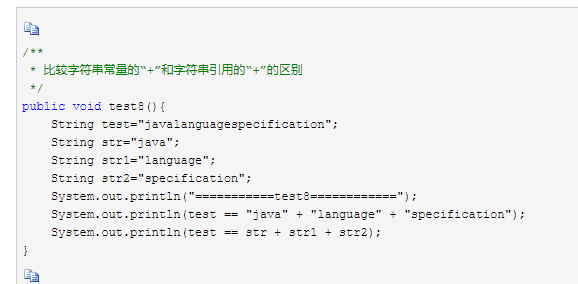 /**
 * 比较字符串常量的“+”和字符串引用的“+”的区别
 */
public void test8(){
    String test="javalanguagespecification";
    String str="java";
    String str1="language";
    String str2="specification";
    System.out.println("===========test8============");
    System.out.println(test == "java" + "language" + "specification");
    System.out.println(test == str + str1 + str2);
}